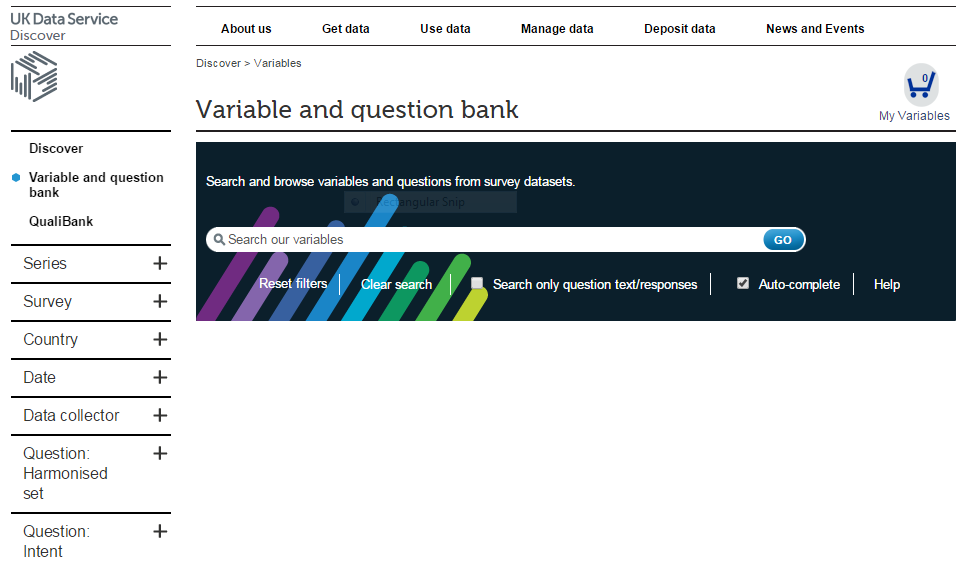 UK Data Service
Discover
About us
Get data
Use data
Manage data
Deposit data
News and Events
Discover > Variables
0
My Variables
Variable and question bank
Discover
Variable and question
bank
QualiBank
Series
Survey
Country
Date
Data collector
Question:
Harmonised
set
Question:
Intent
Search and browse variables and questions from survey datasets.
Rectangular Snip
Search our variables
GO
Reset filters
Clear search
Search only question text/responses
Auto-complete
Help